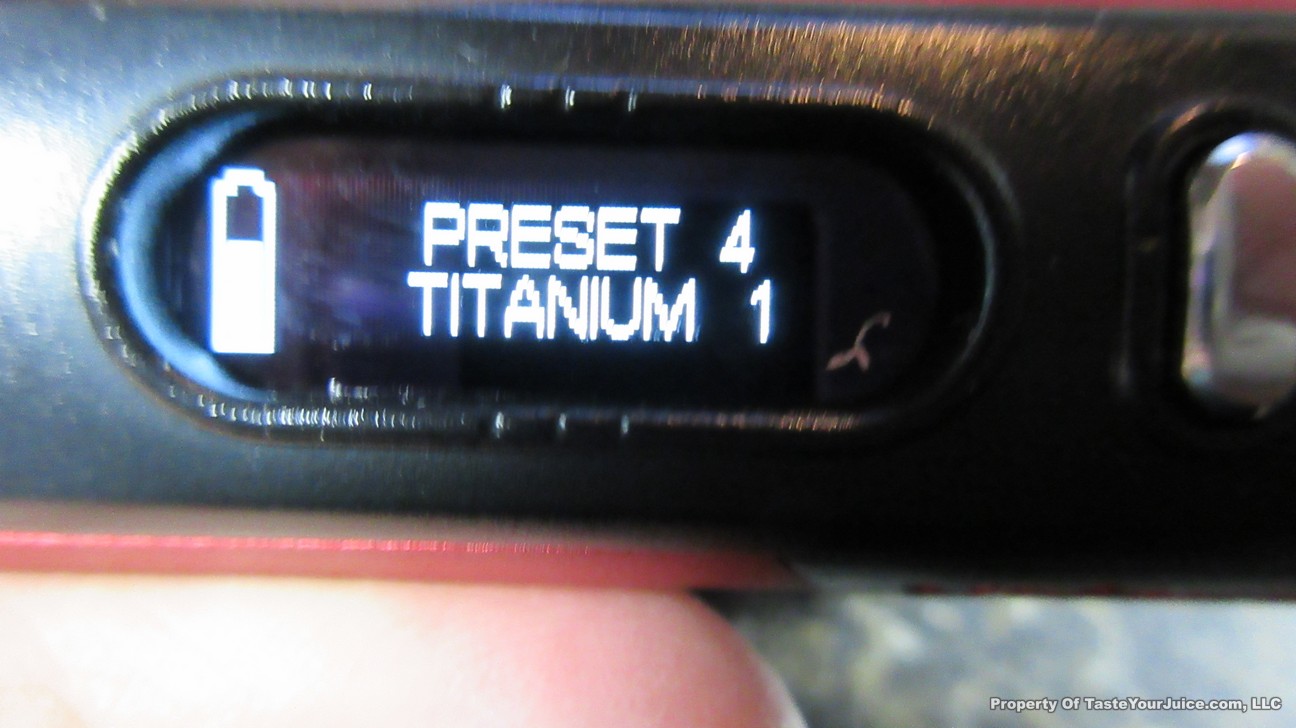 PRESET 4
TITANIUM 1
Property Of TasteYourJuice.com, LLC